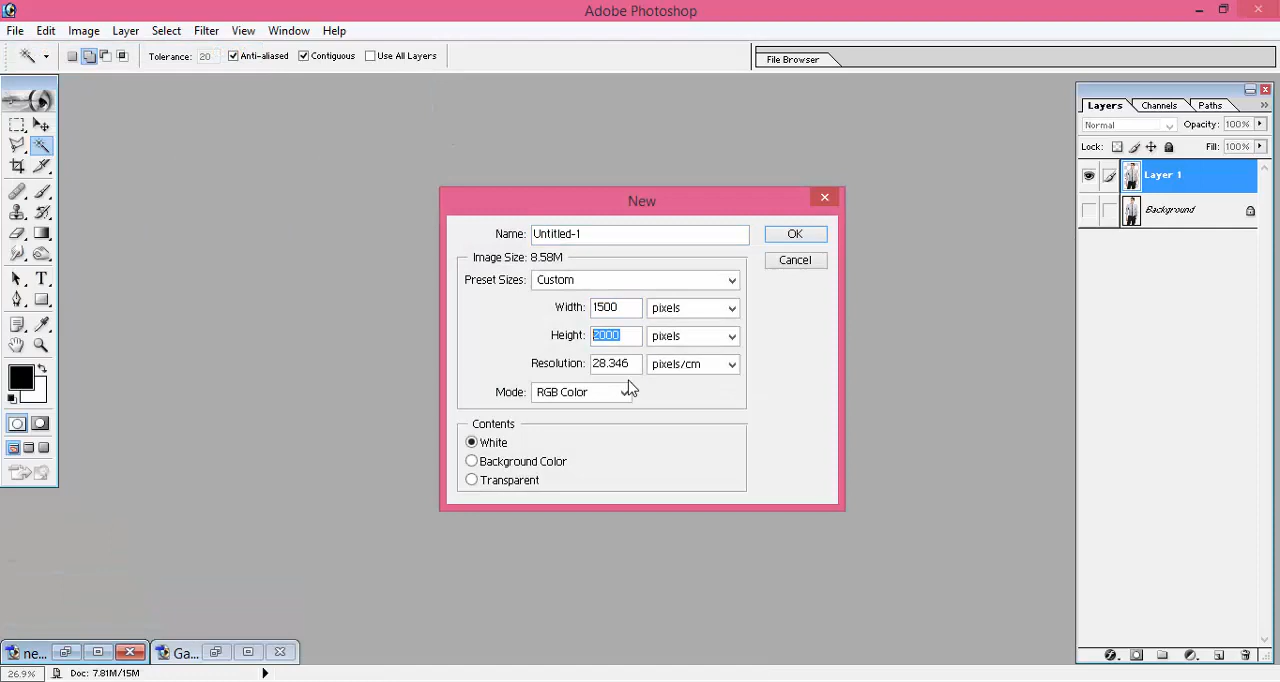 Adobe Photoshop
File Edit Image Layer Select Filter View Window Help
Tolerance: 20 Anti-aliased Contiguous Use All Layers
File Browser
Layers Channels Paths
Normal Opacity: 100%
Lock: Fill: 100%
Layer 1
Background
New
Name: Untitled-1 OK
Image Size: 8.58M
Preset Sizes: Custom Cancel
Width: 1500 pixels
Height: 2000 pixels
Resolution: 28.346 pixels/cm
Mode: RGB Color
Contents
White
Background Color
Transparent
ne... Ga...
26.9% Doc: 7.81M/15M